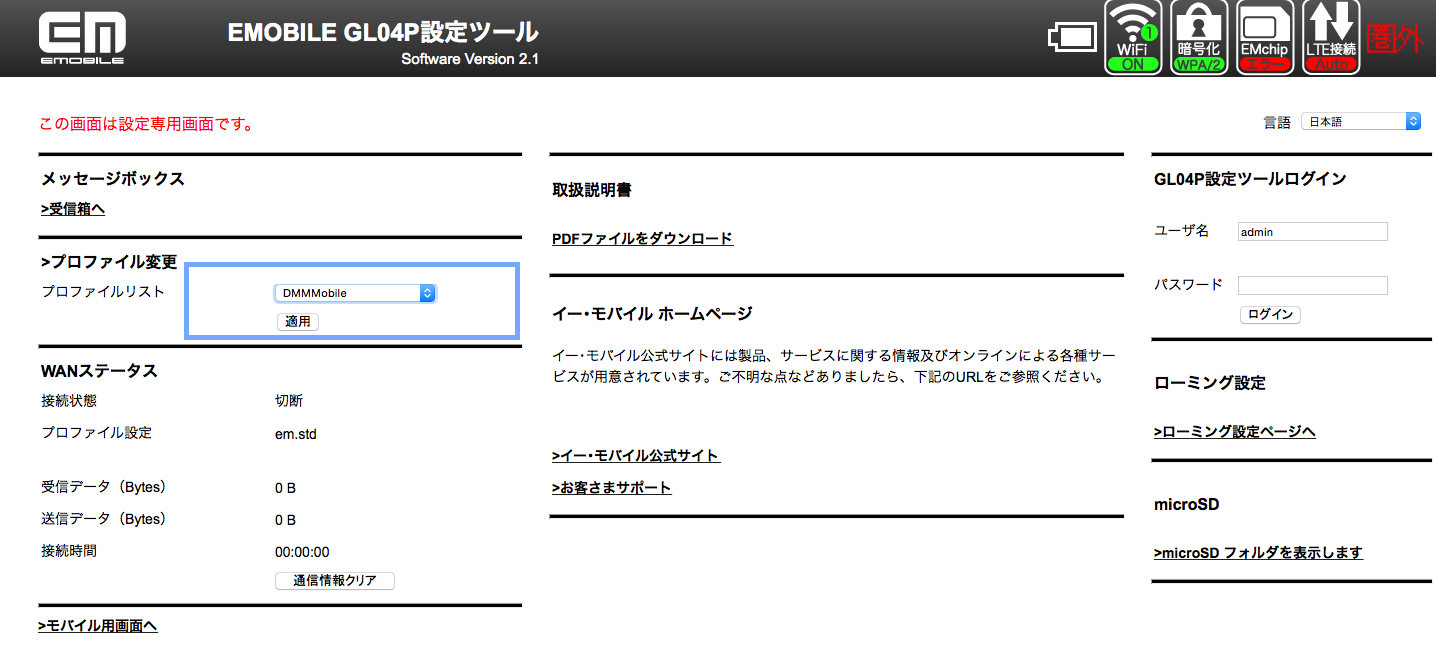 EM
EMOBILE
EMOBILE GL04P設定ツール
Software Version 2.1
WiFi
1
ON
暗号化
WPA/2
EMchip
エラー
LTE接続
Auto
圏外
この画面は設定専用画面です。
言語 日本語
メッセージボックス
>受信箱へ
>プロファイル変更
プロファイルリスト DMMMobile
適用
WANステータス
接続状態 切断
プロファイル設定 em.std
受信データ（Bytes） 0 B
送信データ（Bytes） 0 B
接続時間 00:00:00
通信情報クリア
>モバイル用画面へ
取扱説明書
PDFファイルをダウンロード
イー･モバイル ホームページ
イー･モバイル公式サイトには製品、サービスに関する情報及びオンラインによる各種サー
ビスが用意されています。ご不明な点などありましたら、下記のURLをご参照ください。
>イー･モバイル公式サイト
>お客さまサポート
GL04P設定ツールログイン
ユーザ名 admin
パスワード
ログイン
ローミング設定
>ローミング設定ページへ
microSD
>microSD フォルダを表示します